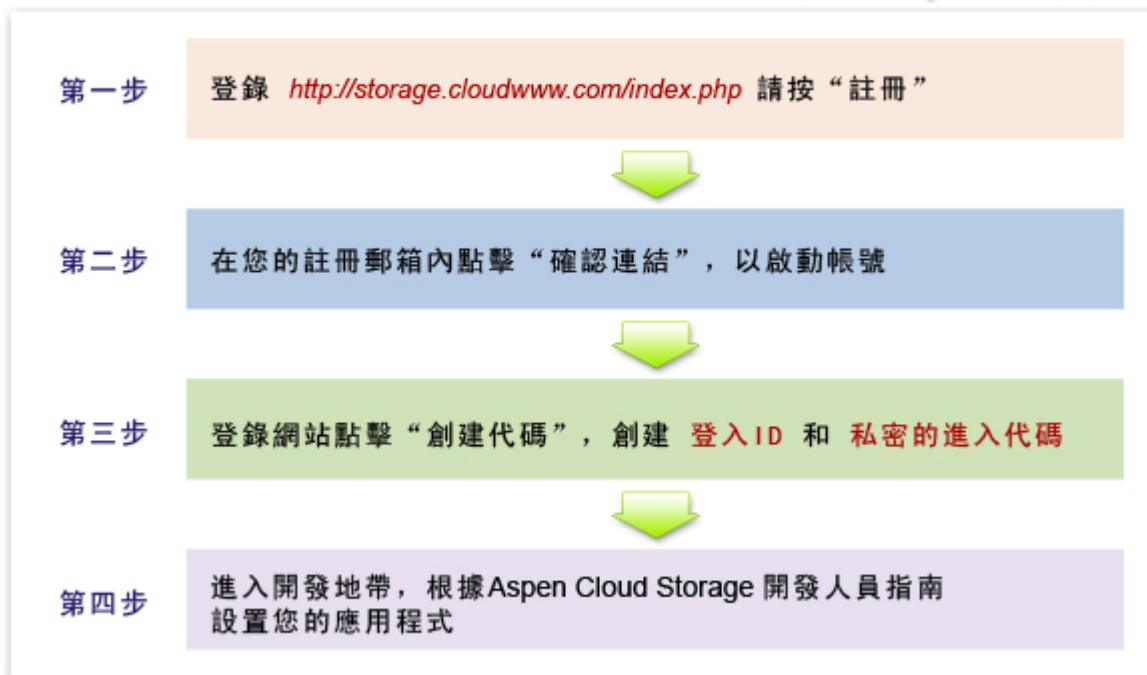 第一步
登錄 http://storage.cloudwww.com/index.php 請按“註冊”
第二步
在您的註冊郵箱內點擊“確認連結”，以啟動帳號
第三步
登錄網站點擊“創建代碼”，創建 登入ID 和 私密的進入代碼
第四步
進入開發地帶，根據Aspen Cloud Storage 開發人員指南
設置您的應用程式